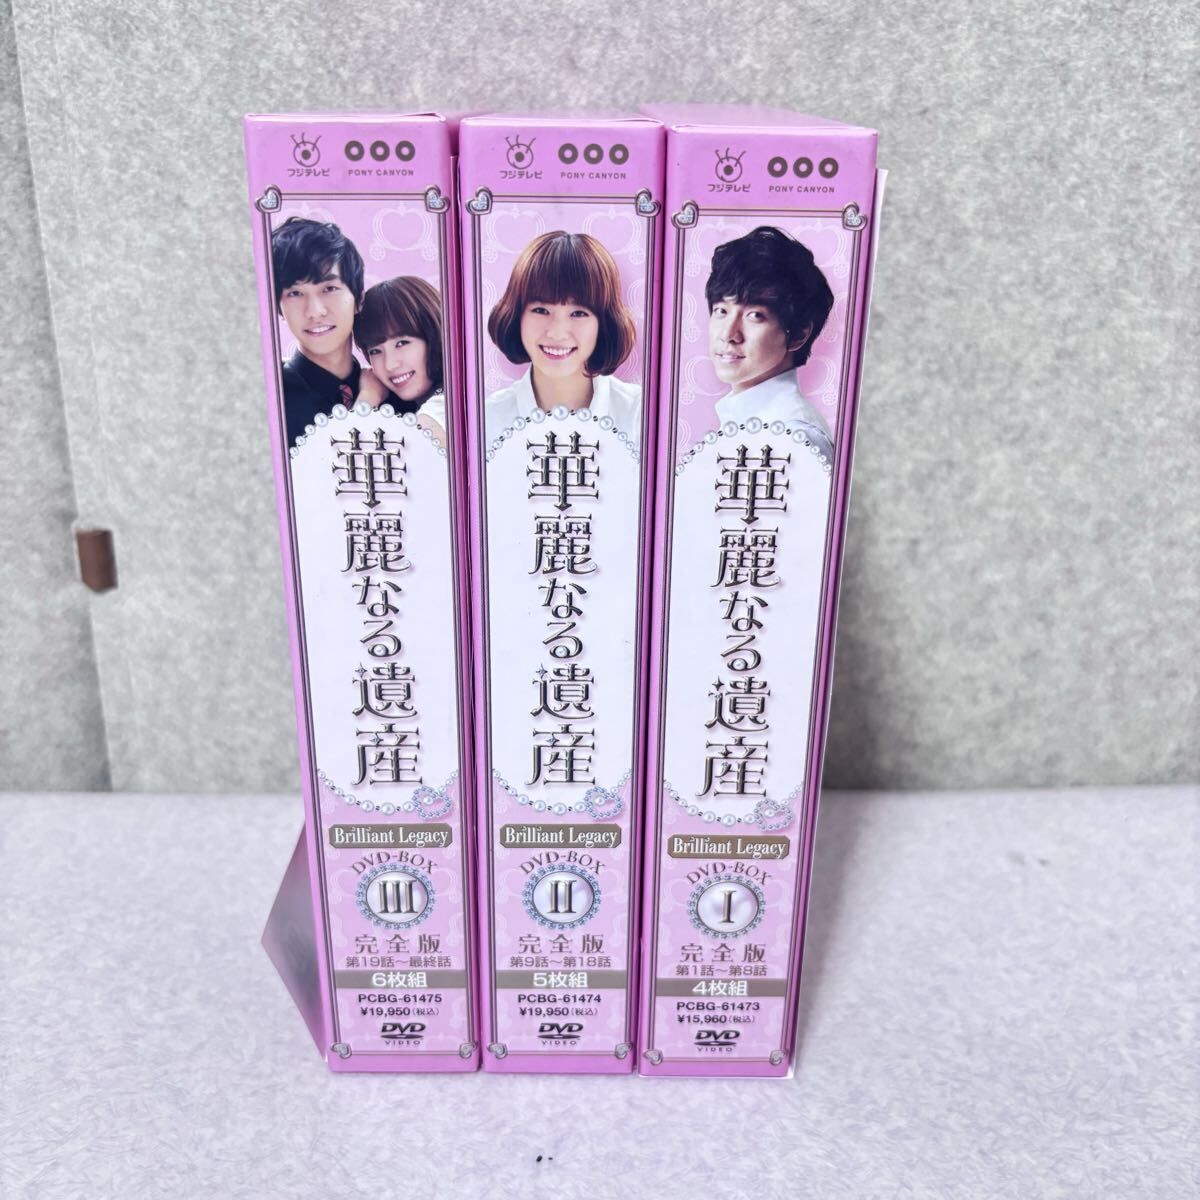 フジテレビ
PONY CANYON
華麗なる遺産
Brilliant Legacy
DVD-BOX
III
完全版
第19話～最終話
6枚組
PCBG-61475
¥19,950(税込)
DVD
VIDEO
フジテレビ
PONY CANYON
華麗なる遺産
Brilliant Legacy
DVD-BOX
II
完全版
第9話～第18話
5枚組
PCBG-61474
¥19,950(税込)
DVD
VIDEO
フジテレビ
PONY CANYON
華麗なる遺産
Brilliant Legacy
DVD-BOX
I
完全版
第1話～第8話
4枚組
PCBG-61473
¥15,960(税込)
DVD
VIDEO